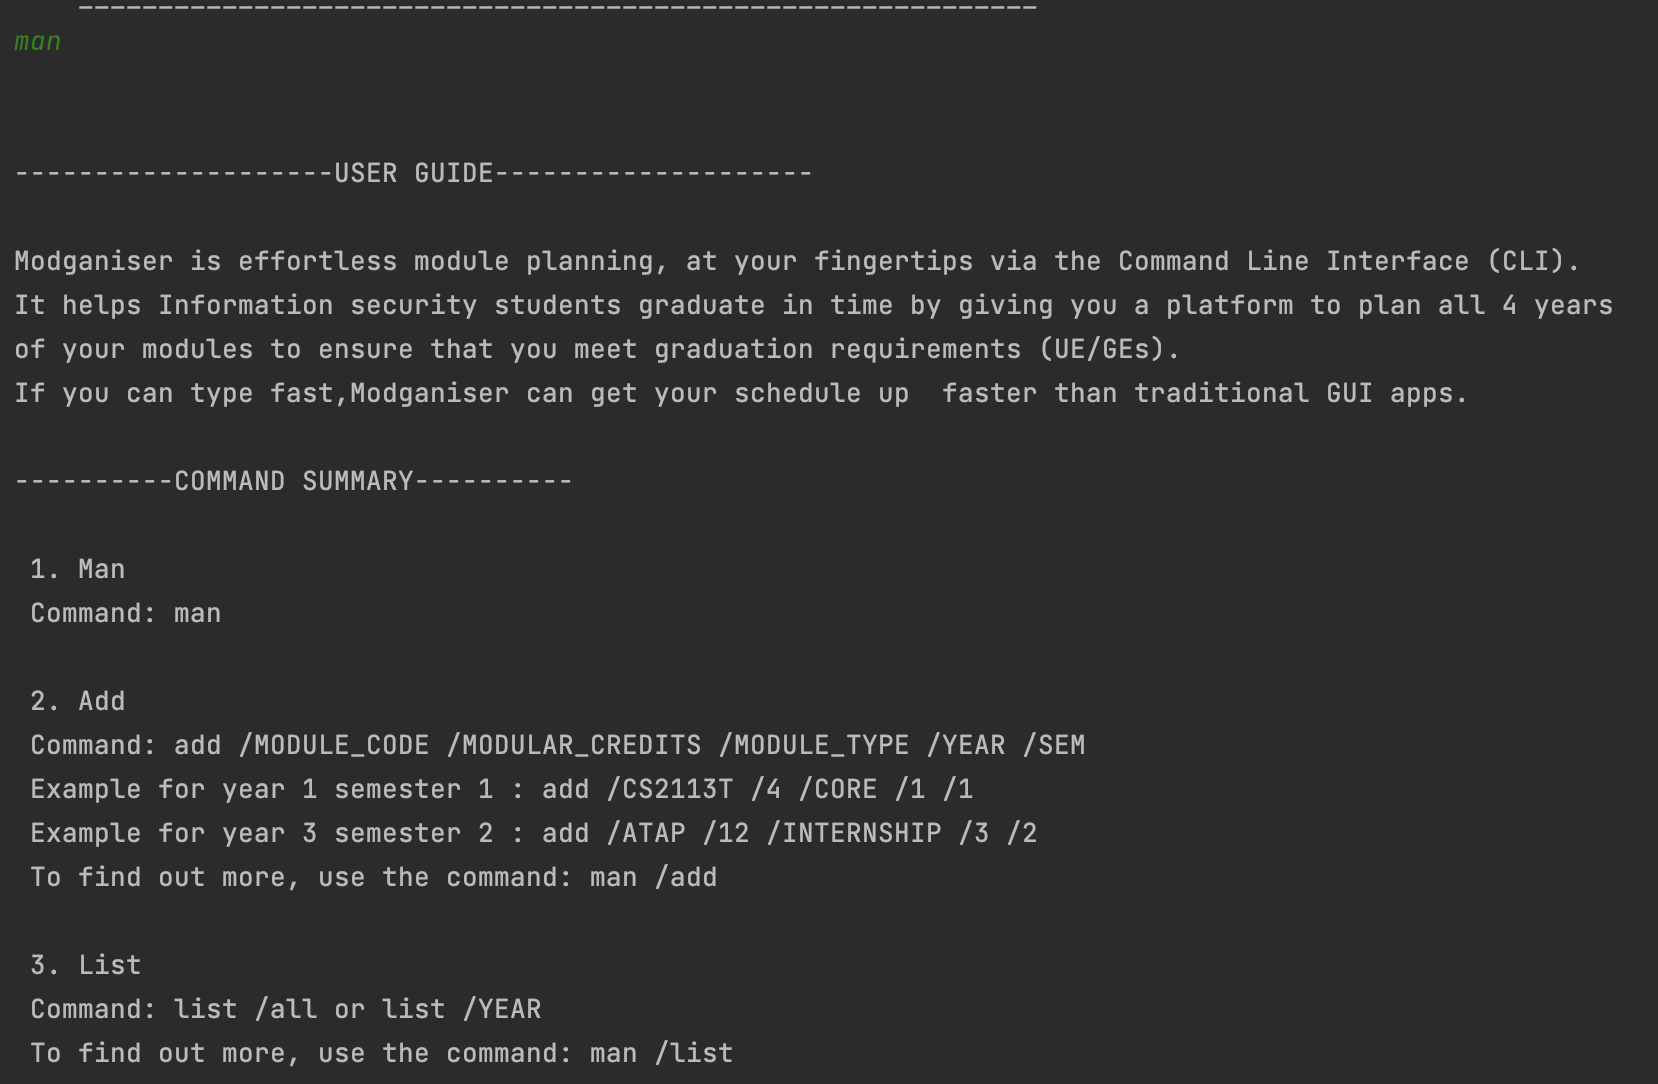 ____________________________________________________________
man
--------------------USER GUIDE--------------------
Modganiser is effortless module planning, at your fingertips via the Command Line Interface (CLI).
It helps Information security students graduate in time by giving you a platform to plan all 4 years
of your modules to ensure that you meet graduation requirements (UE/GEs).
If you can type fast,Modganiser can get your schedule up  faster than traditional GUI apps.
----------COMMAND SUMMARY----------
1. Man
Command: man
2. Add
Command: add /MODULE_CODE /MODULAR_CREDITS /MODULE_TYPE /YEAR /SEM
Example for year 1 semester 1 : add /CS2113T /4 /CORE /1 /1
Example for year 3 semester 2 : add /ATAP /12 /INTERNSHIP /3 /2
To find out more, use the command: man /add
3. List
Command: list /all or list /YEAR
To find out more, use the command: man /list